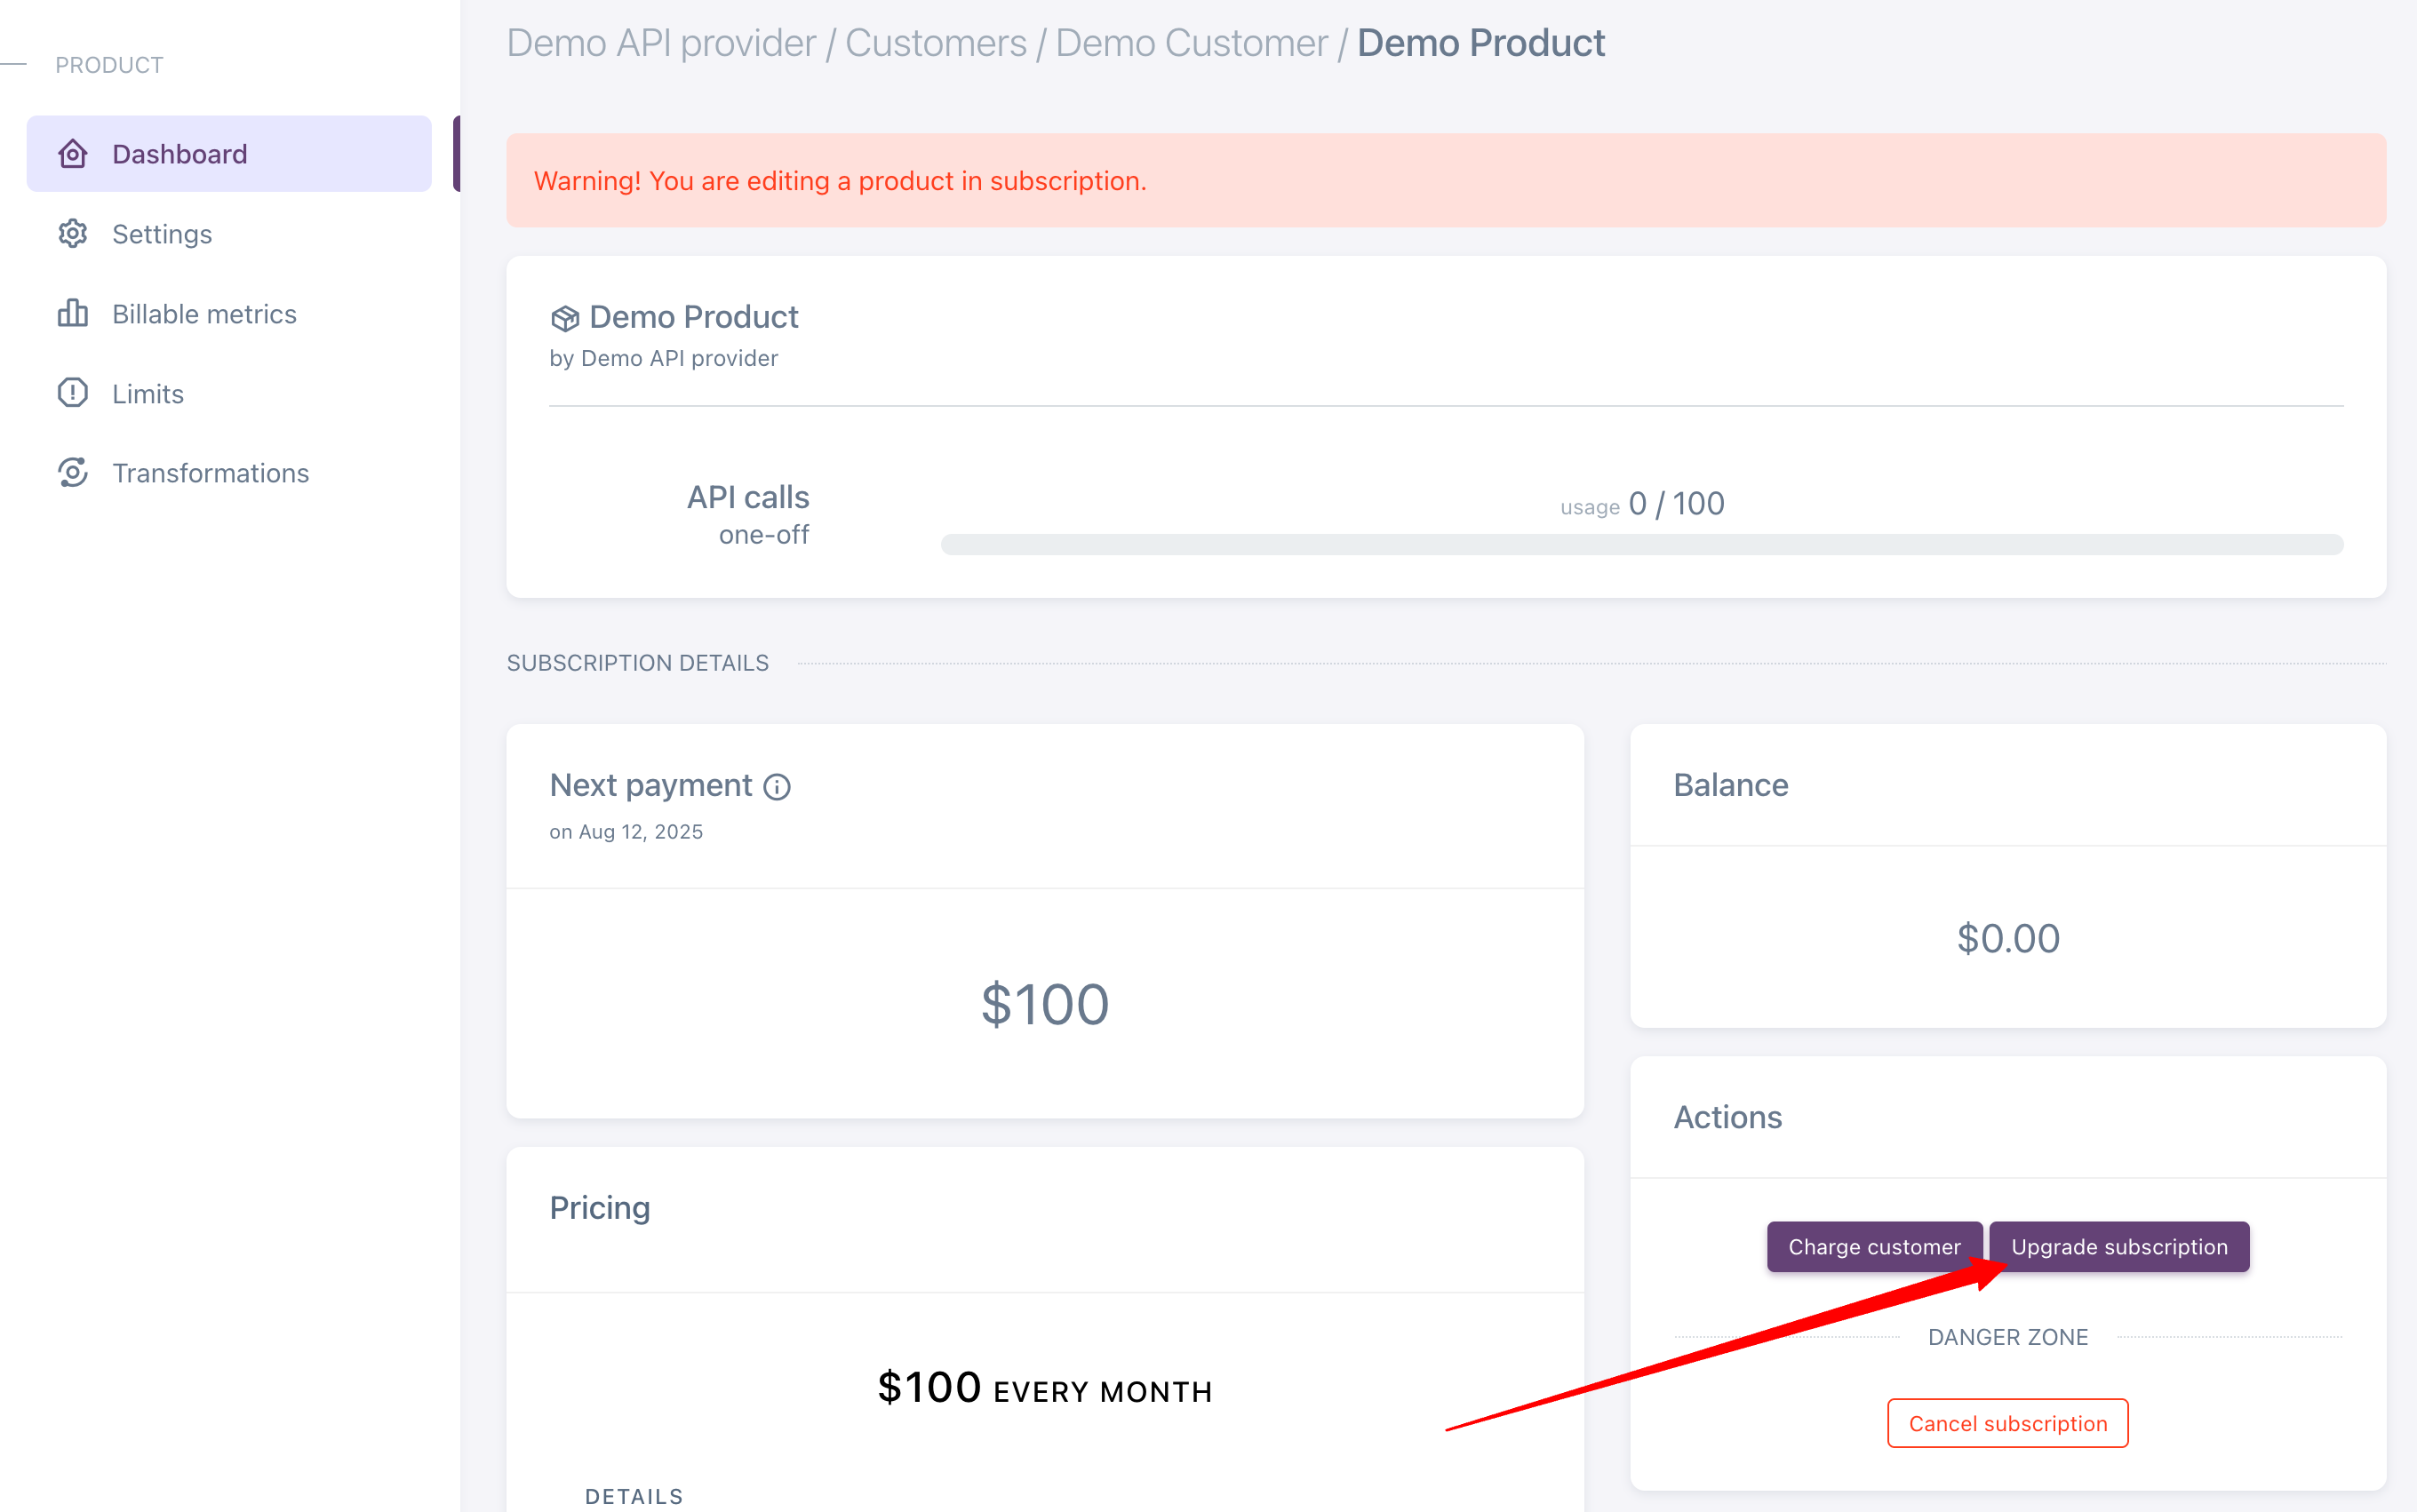 PRODUCT
Dashboard
Settings
Billable metrics
Limits
Transformations
Demo API provider / Customers / Demo Customer / Demo Product
Warning! You are editing a product in subscription.
Demo Product
by Demo API provider
API calls
one-off
usage 0 / 100
SUBSCRIPTION DETAILS
Next payment
on Aug 12, 2025
$100
Pricing
$100 EVERY MONTH
DETAILS
Balance
$0.00
Actions
Charge customer
Upgrade subscription
DANGER ZONE
Cancel subscription